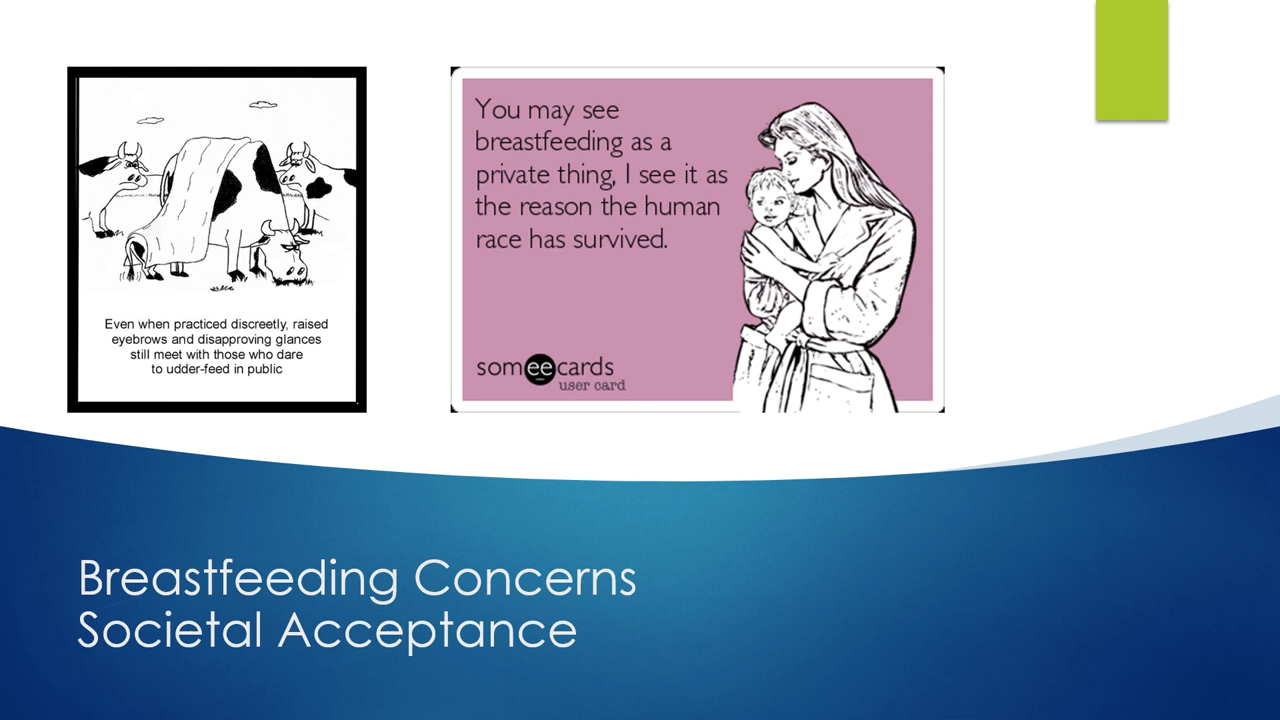 Even when practiced discreetly, raised
eyebrows and disapproving glances
still meet with those who dare
to udder-feed in public
You may see
breastfeeding as a
private thing, I see it as
the reason the human
race has survived.
someecards
user card
Breastfeeding Concerns
Societal Acceptance